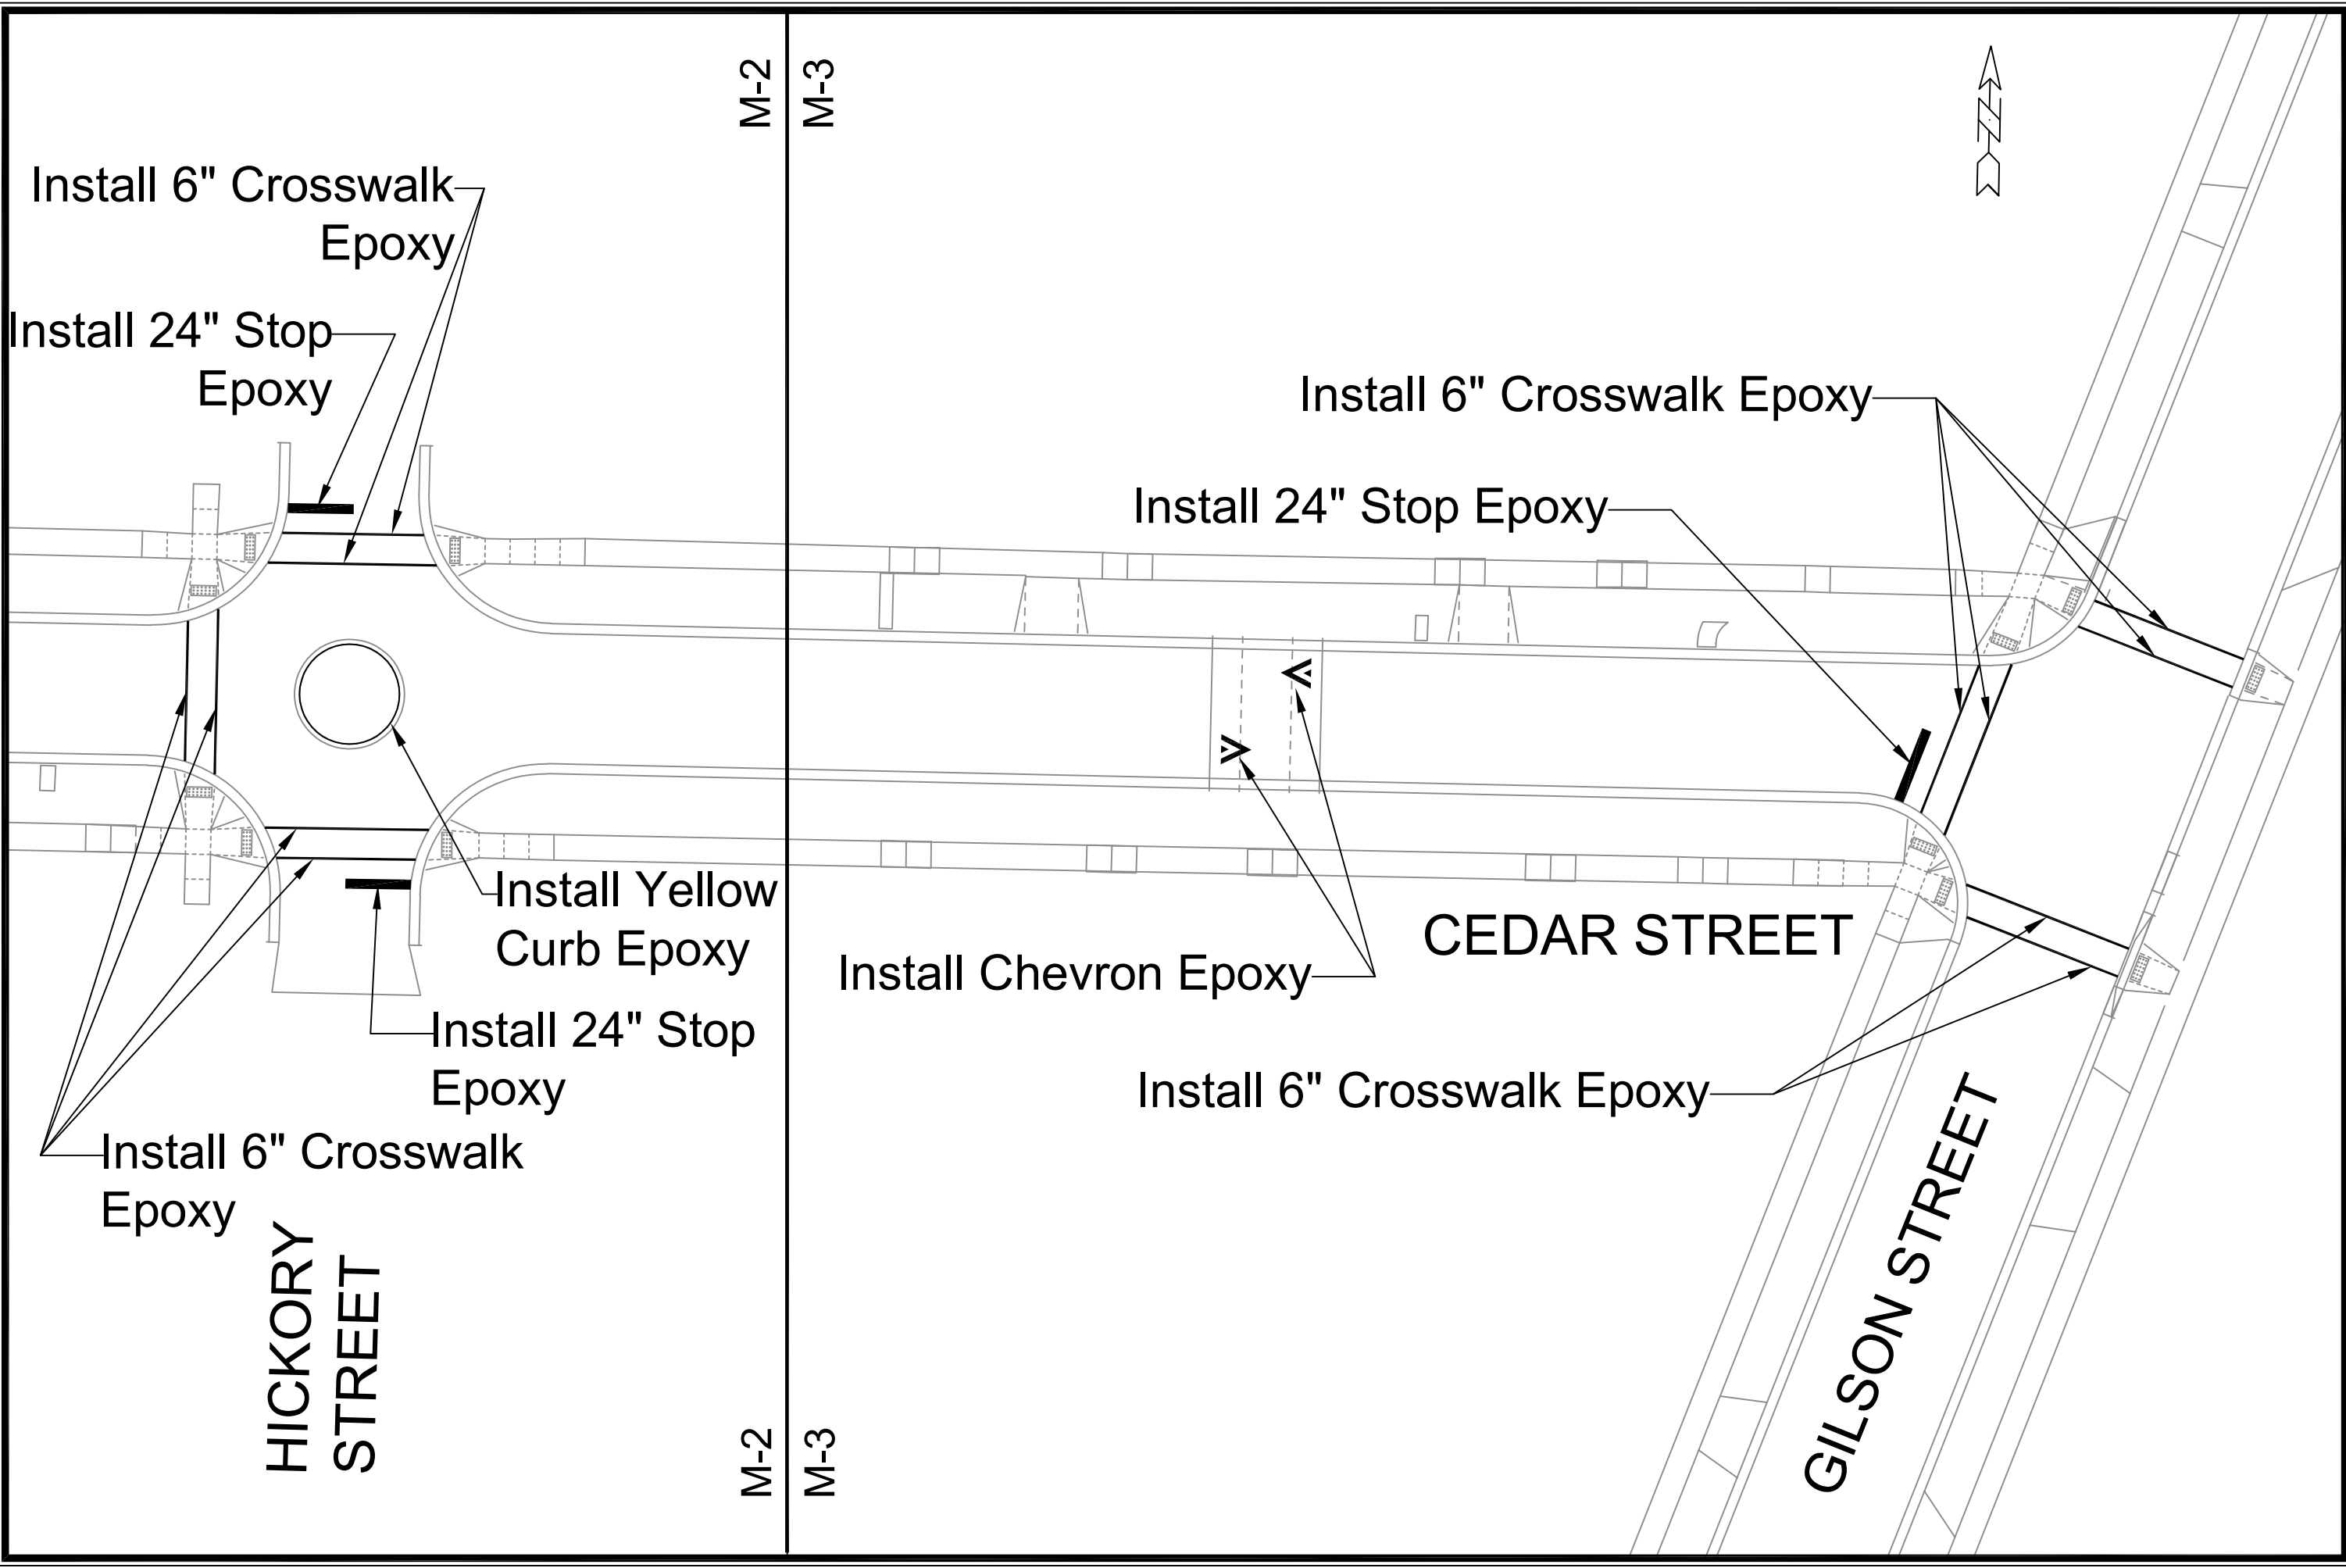 M-2
M-3
Install 6" Crosswalk
Epoxy
Install 24" Stop
Epoxy
Install 6" Crosswalk Epoxy
Install 24" Stop Epoxy
Install Yellow
Curb Epoxy
CEDAR STREET
Install Chevron Epoxy
Install 24" Stop
Epoxy
Install 6" Crosswalk Epoxy
Install 6" Crosswalk
Epoxy
HICKORY
STREET
GILSON STREET
M-2
M-3